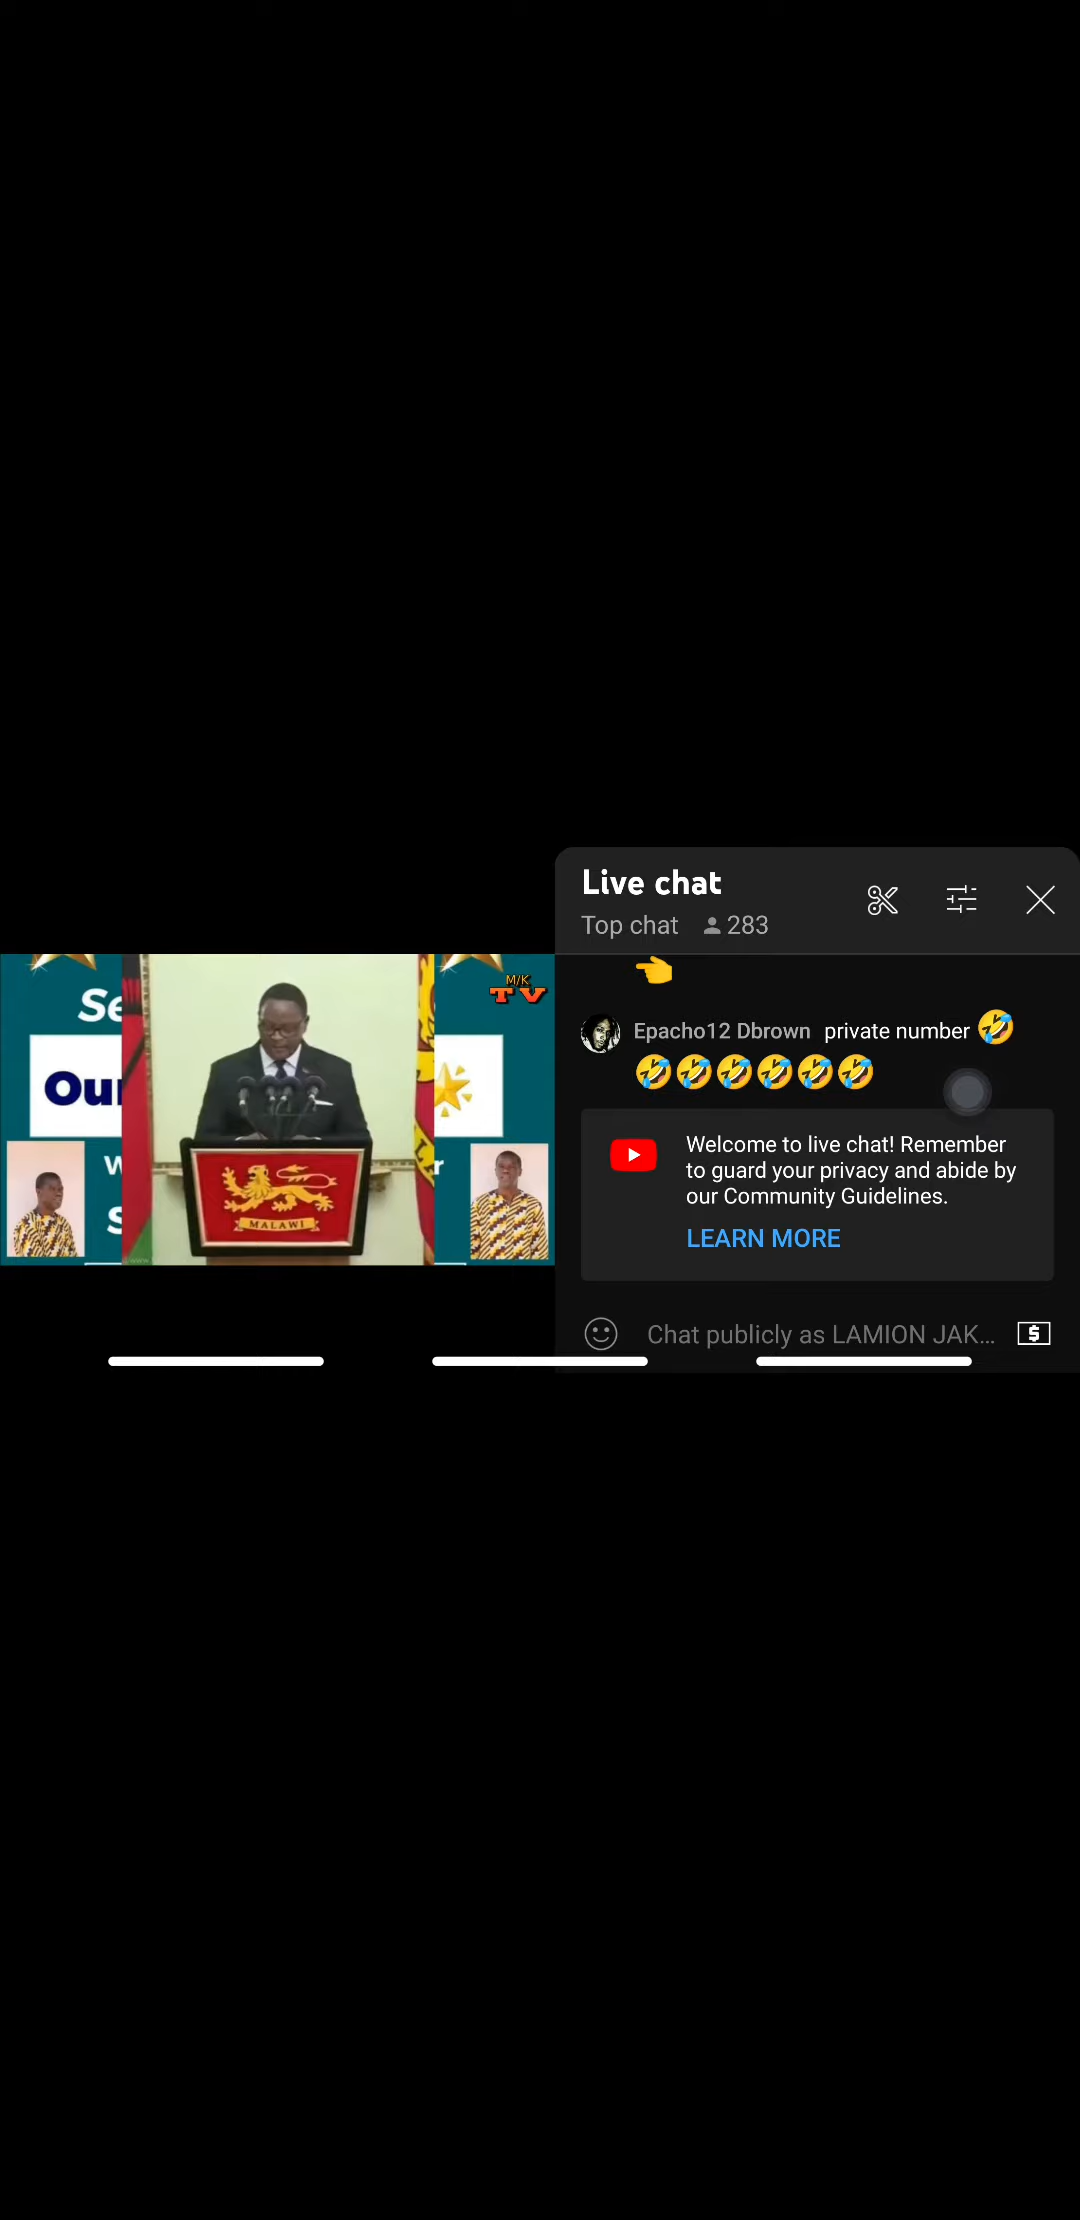 Live chat
Top chat 283
Se
M/K
TV
Our
Epacho12 Dbrown private number
W
r
S
MALAWI
Welcome to live chat! Remember
to guard your privacy and abide by
our Community Guidelines.
LEARN MORE
Chat publicly as LAMION JAK...
$